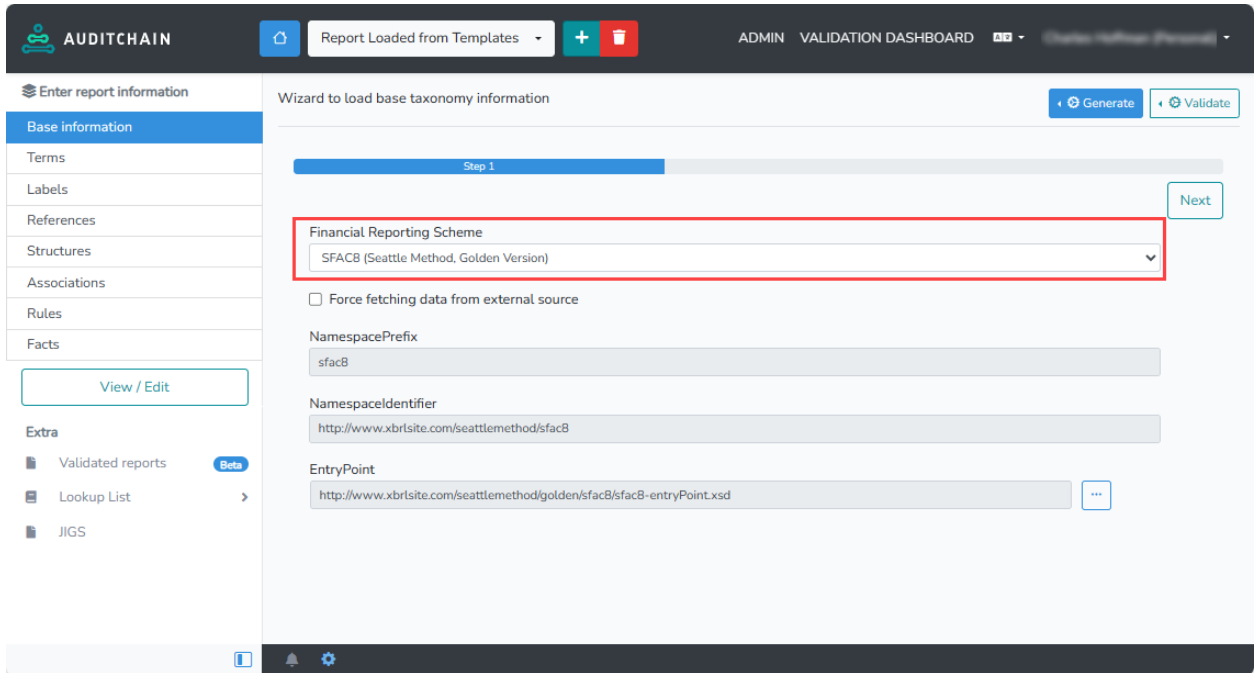 AUDITCHAIN
Report Loaded from Templates
ADMIN VALIDATION DASHBOARD
Enter report information
Base information
Terms
Labels
References
Structures
Associations
Rules
Facts
View / Edit
Extra
Validated reports Beta
Lookup List
JIGS
Wizard to load base taxonomy information
Generate
Validate
Step 1
Next
Financial Reporting Scheme
SFAC8 (Seattle Method, Golden Version)
Force fetching data from external source
NamespacePrefix
sfac8
NamespaceIdentifier
http://www.xbrlsite.com/seattlemethod/sfac8
EntryPoint
http://www.xbrlsite.com/seattlemethod/golden/sfac8/sfac8-entryPoint.xsd
...